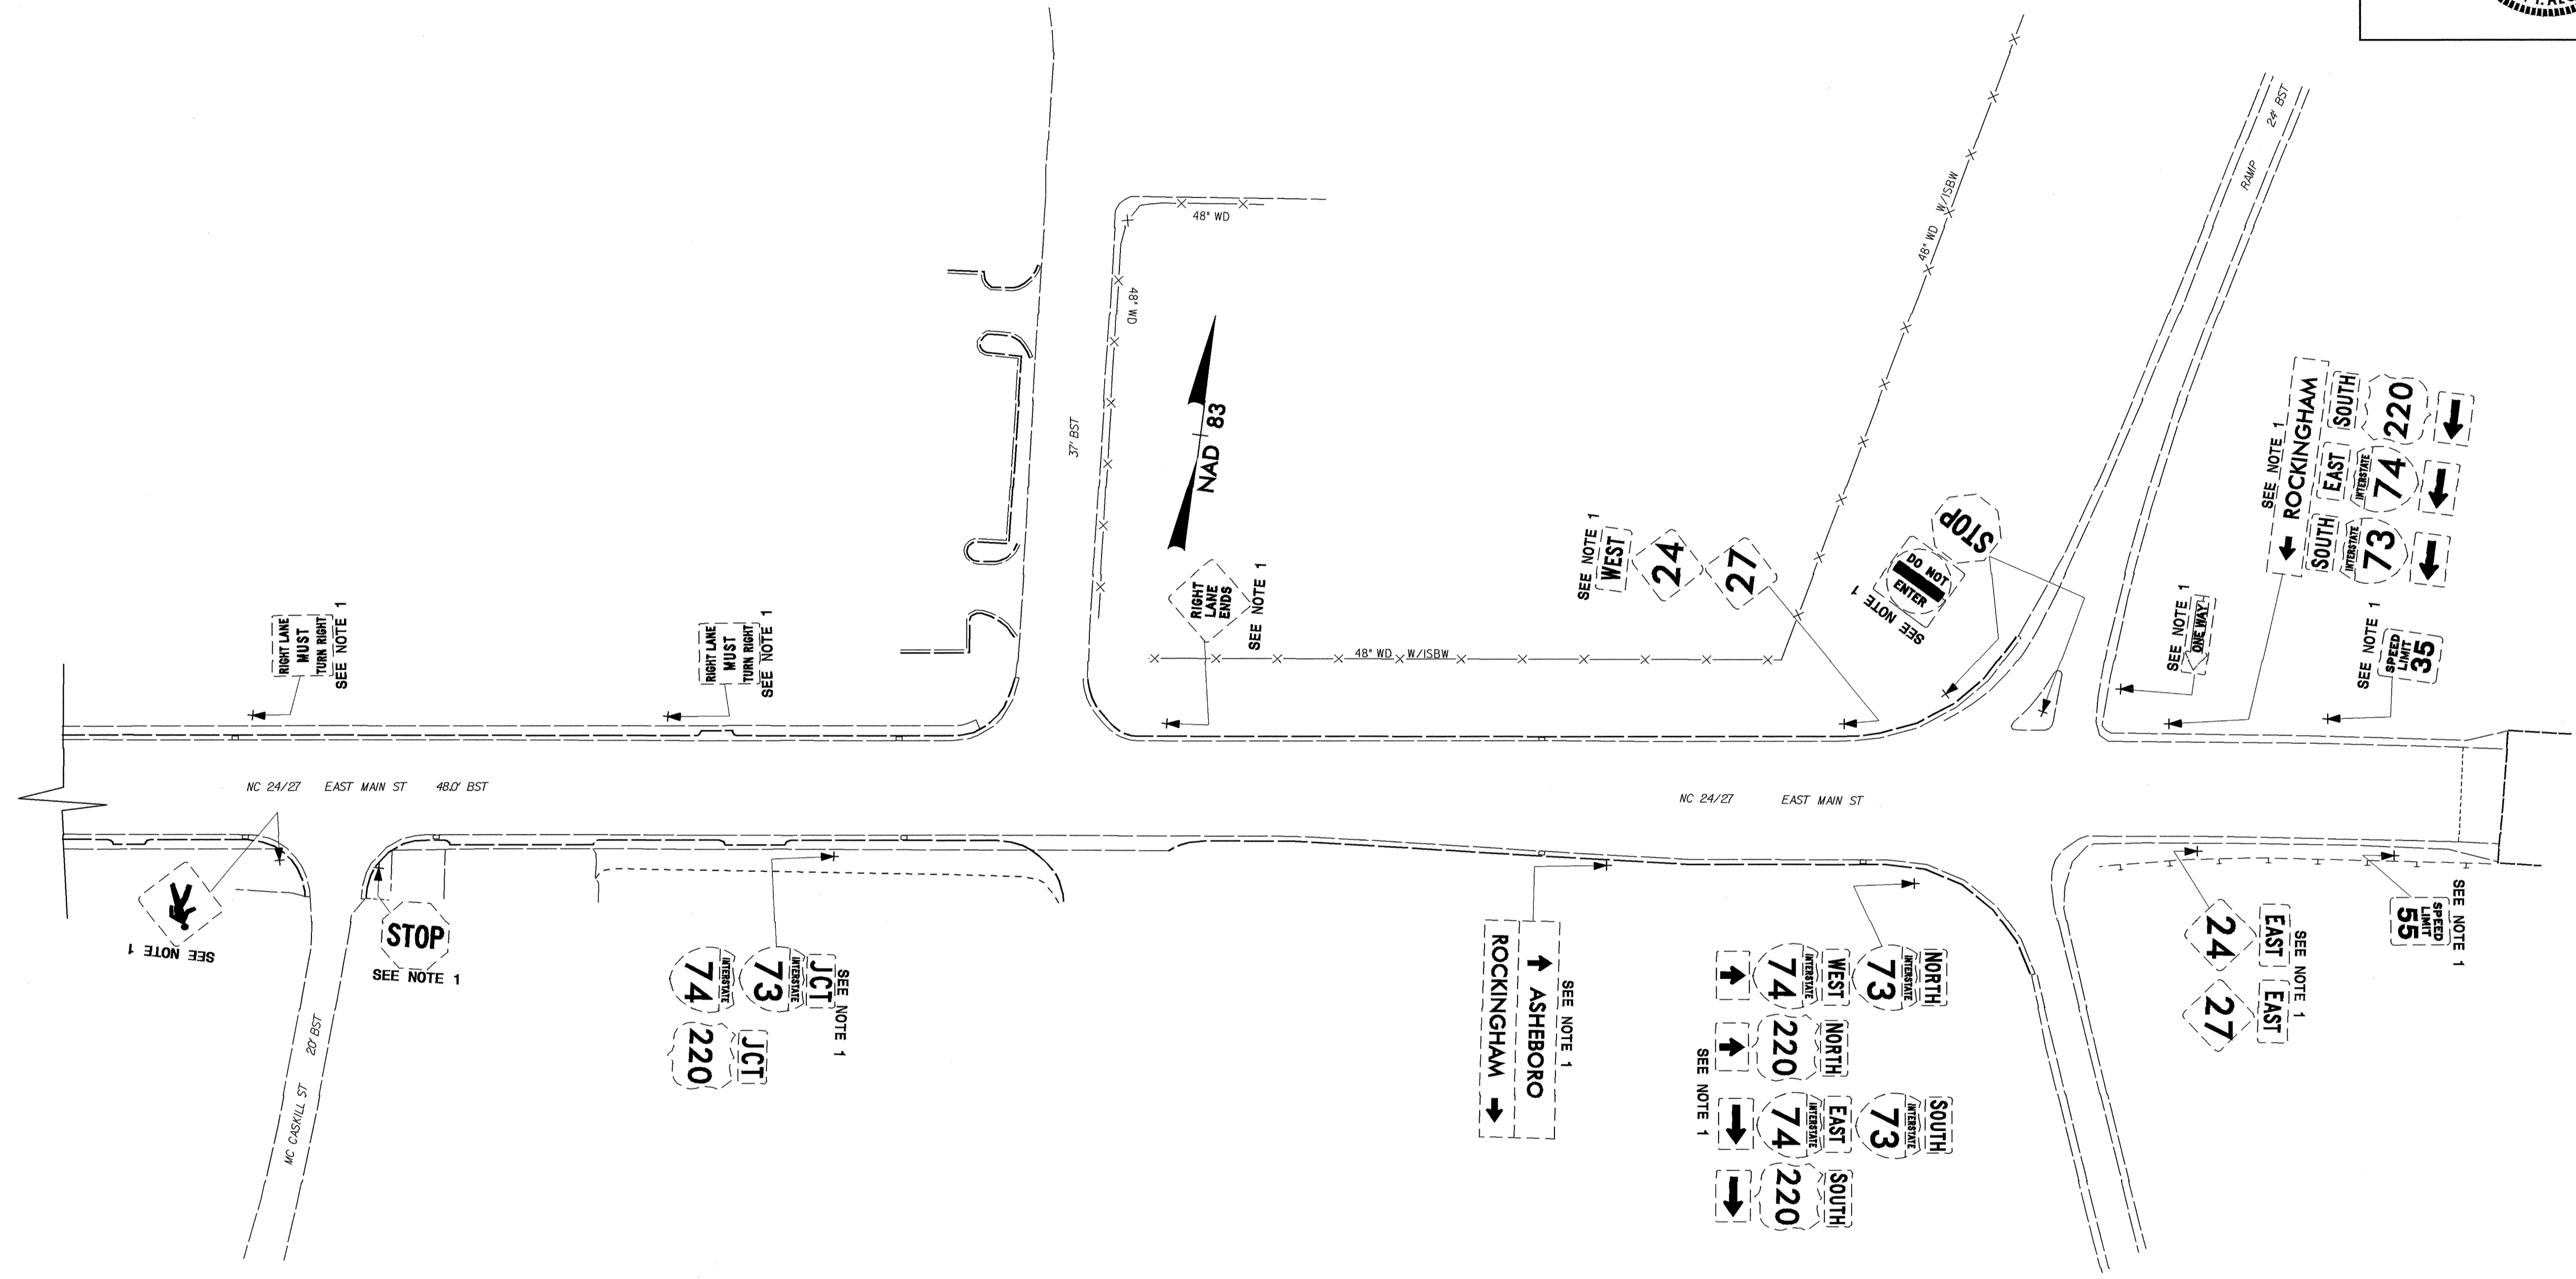 24' BST
RAMP
48" WD
48" WD W/ISBW
48" WD
37' BST
NAD 83
SEE NOTE 1
ROCKINGHAM
SOUTH
220
EAST
INTERSTATE
74
SOUTH
INTERSTATE
73
STOP
DO NOT
ENTER
SEE NOTE 1
SEE NOTE 1
WEST
24
27
RIGHT
LANE
ENDS
SEE NOTE 1
SEE NOTE 1
ONE WAY
SEE NOTE 1
SPEED
LIMIT
35
RIGHT LANE
MUST
TURN RIGHT
SEE NOTE 1
RIGHT LANE
MUST
TURN RIGHT
SEE NOTE 1
48" WD W/ISBW
NC 24/27 EAST MAIN ST 48.0' BST
NC 24/27 EAST MAIN ST
SEE NOTE 1
STOP
SEE NOTE 1
20' BST
MC CASKILL ST
SEE NOTE 1
JCT
INTERSTATE
73
INTERSTATE
74
JCT
220
SEE NOTE 1
ASHEBORO
ROCKINGHAM
NORTH
INTERSTATE
73
WEST
INTERSTATE
74
NORTH
220
SOUTH
INTERSTATE
73
EAST
INTERSTATE
74
SOUTH
220
SEE NOTE 1
SEE NOTE 1
EAST
24
EAST
27
SEE NOTE 1
SPEED
LIMIT
55